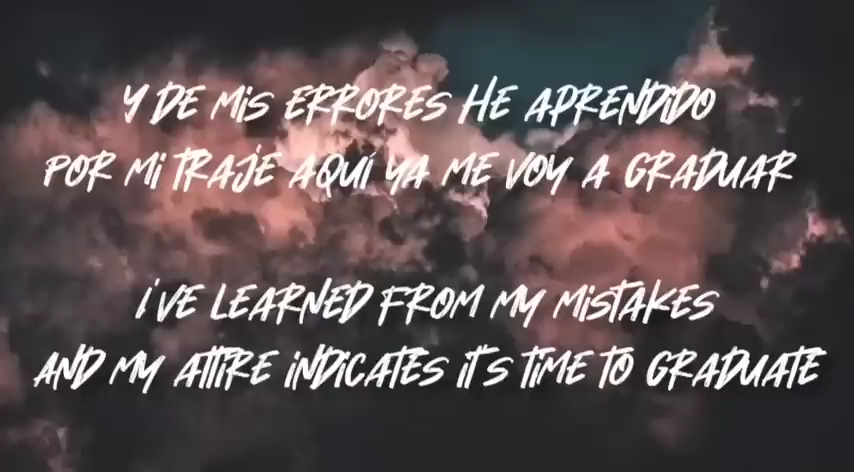 Y DE MiS ERRORES HE APRENDiDO
POR Mi TRAJE AQUÍ YA ME VOY A GRADUAR
i'VE LEARNED FROM MY MiSTAKES
AND MY ATTIRE iNDiCATES iT'S TiME TO GRADUATE